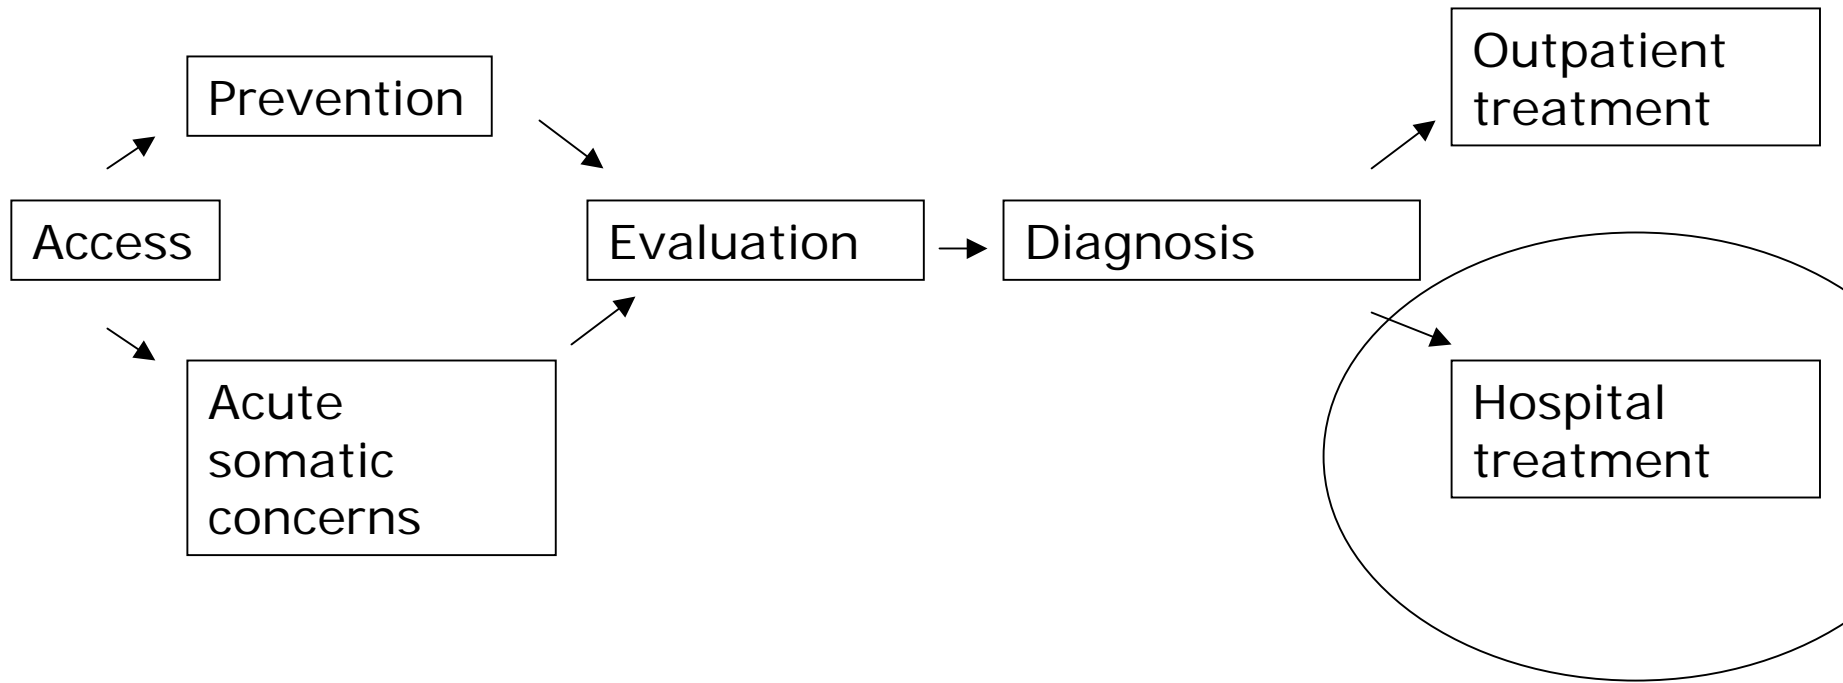 Access
Prevention
Acute
somatic
concerns
Evaluation
Diagnosis
Outpatient
treatment
Hospital
treatment